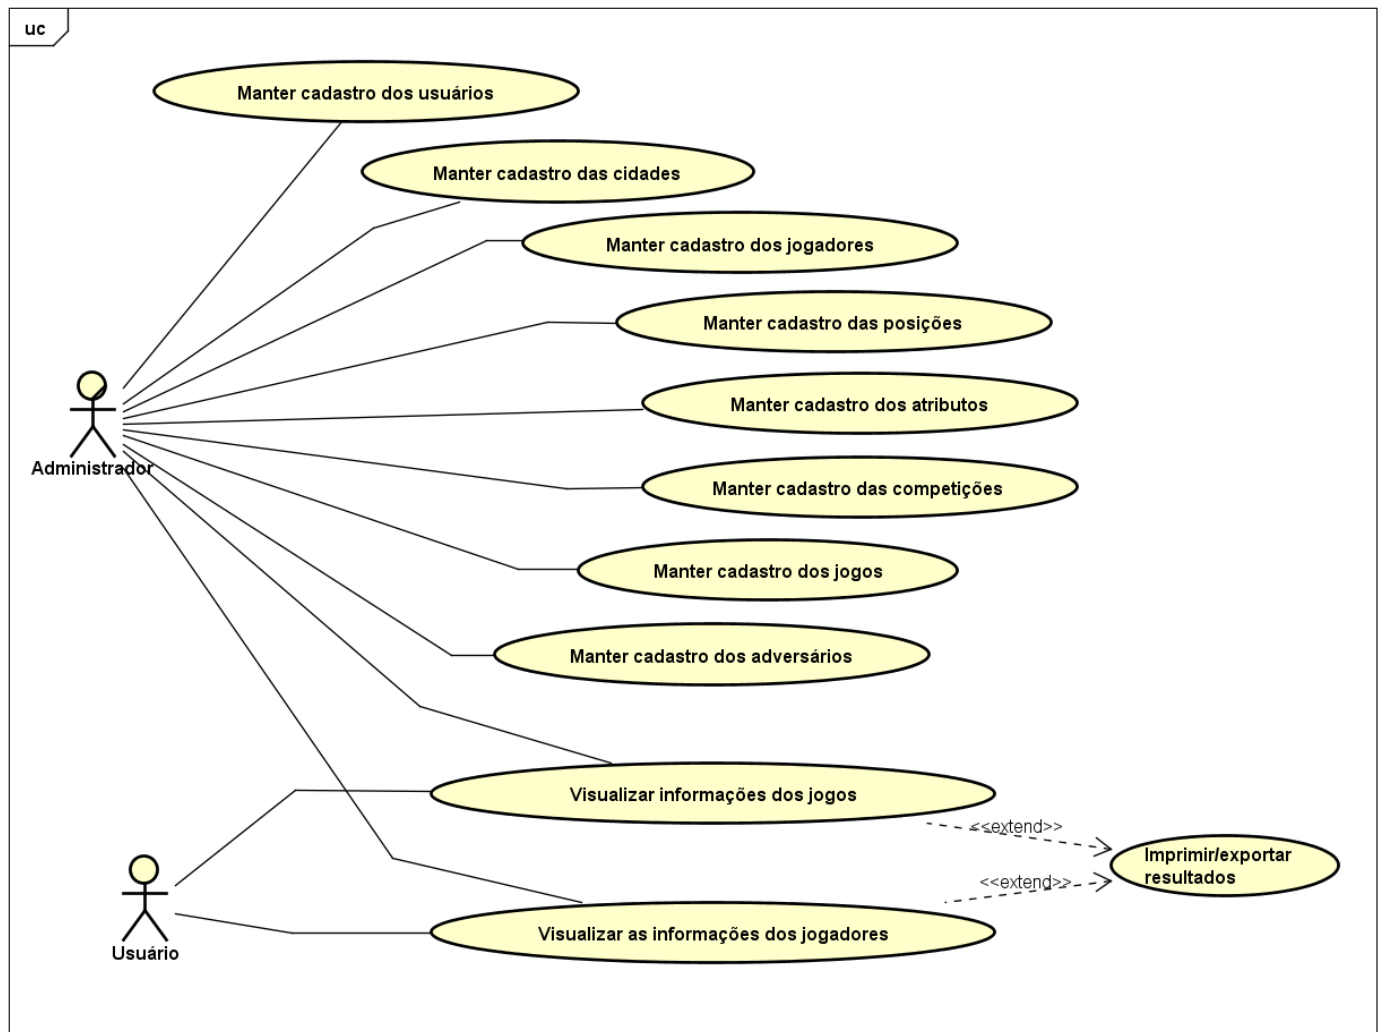 uc
Manter cadastro dos usuários
Manter cadastro das cidades
Manter cadastro dos jogadores
Manter cadastro das posições
Manter cadastro dos atributos
Administrador
Manter cadastro das competições
Manter cadastro dos jogos
Manter cadastro dos adversários
Visualizar informações dos jogos
<<extend>>
Imprimir/exportar
resultados
<<extend>>
Visualizar as informações dos jogadores
Usuário